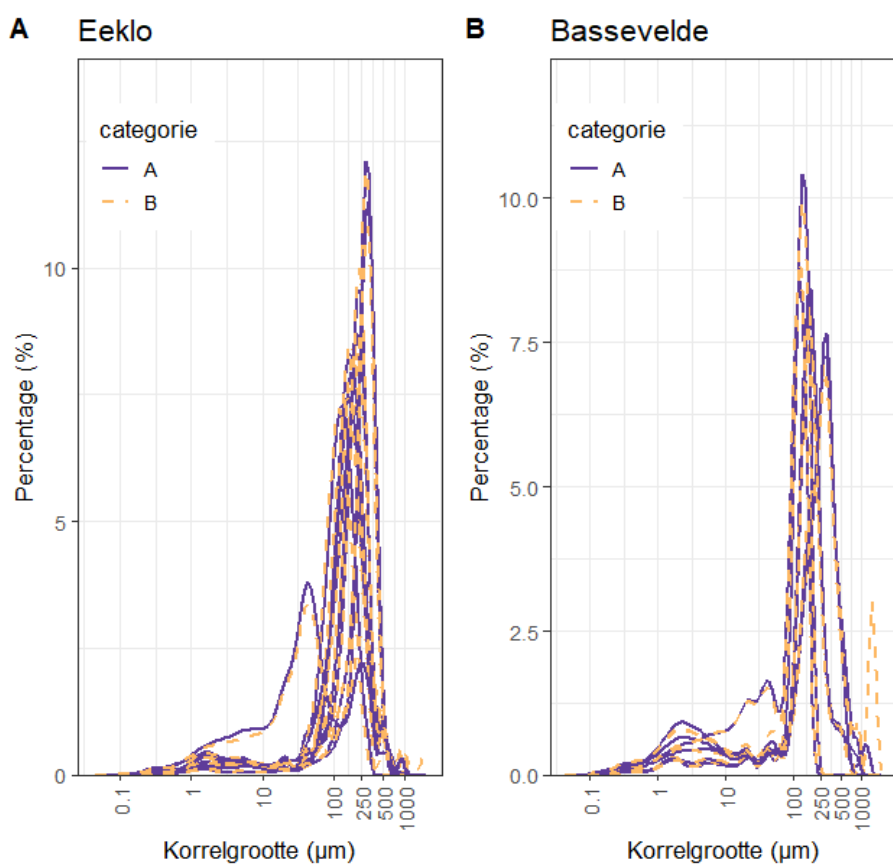 A Eeklo
categorie
A
B
10
5
0
Percentage (%)
0.1
1
10
100
250
500
1000
Korrelgrootte (µm)
B Bassevelde
categorie
A
B
10.0
7.5
5.0
2.5
0.0
Percentage (%)
0.1
1
10
100
250
500
1000
Korrelgrootte (µm)